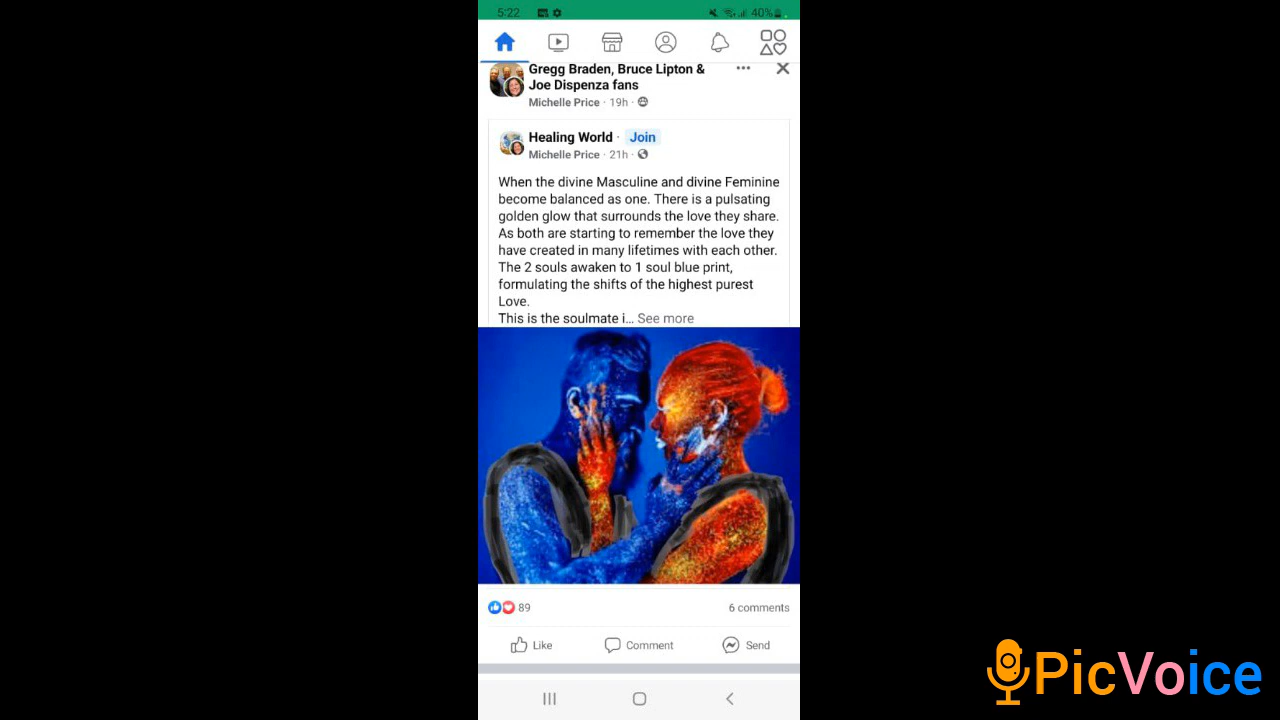 5:22
40%
Gregg Braden, Bruce Lipton &
Joe Dispenza fans
Michelle Price · 19h ·
Healing World · Join
Michelle Price · 21h ·
When the divine Masculine and divine Feminine
become balanced as one. There is a pulsating
golden glow that surrounds the love they share.
As both are starting to remember the love they
have created in many lifetimes with each other.
The 2 souls awaken to 1 soul blue print,
formulating the shifts of the highest purest
Love.
This is the soulmate i... See more
89
6 comments
Like
Comment
Send
PicVoice